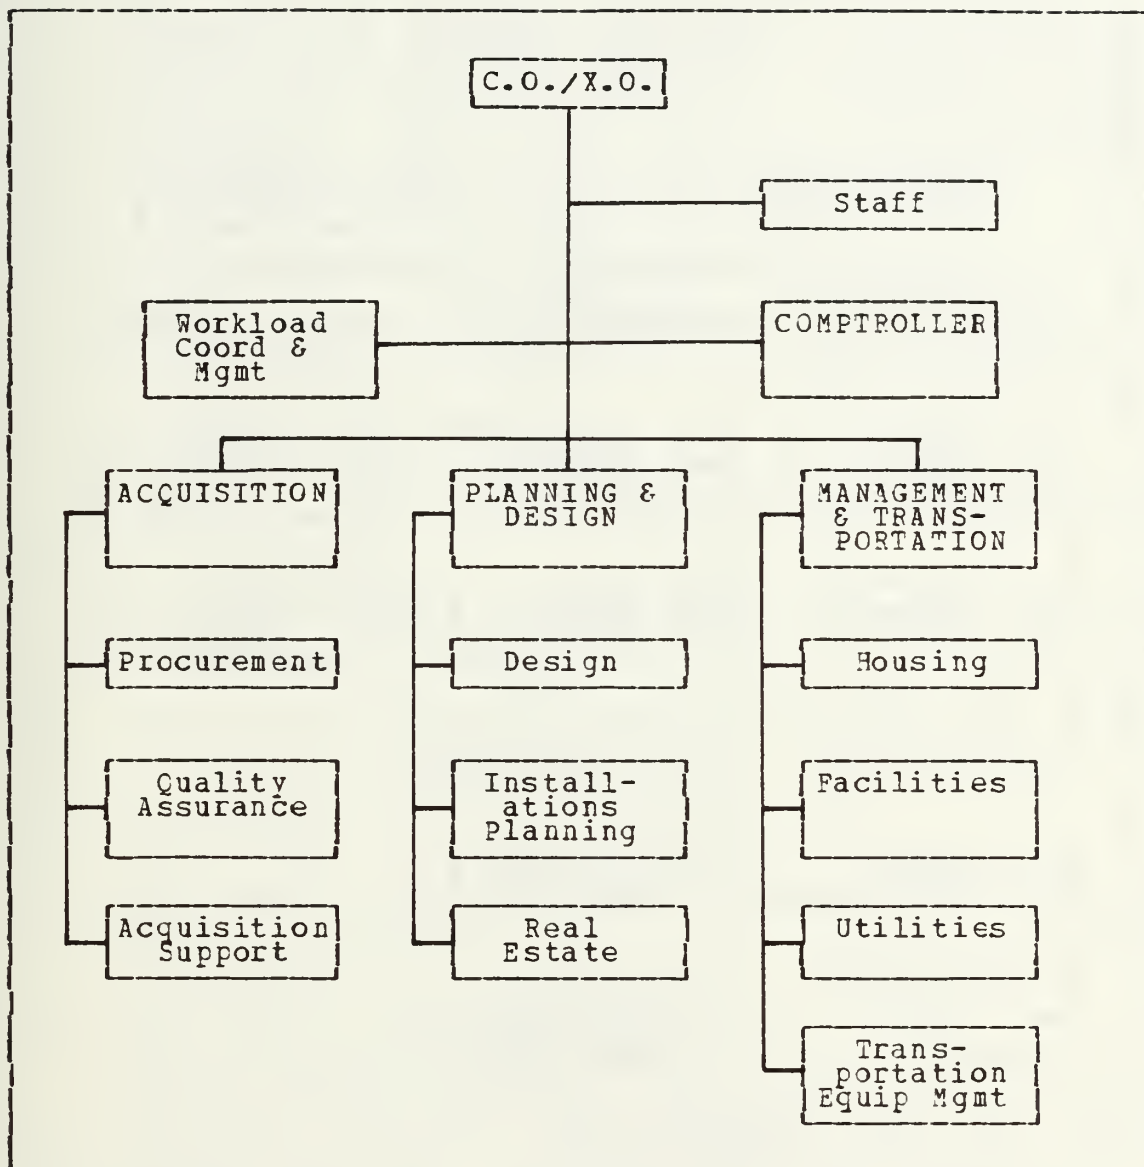 C.O./X.O.
Staff
Workload
Coord &
Mgmt
COMPTROLLER
ACQUISITION
PLANNING &
DESIGN
MANAGEMENT
& TRANS-
PORTATION
Procurement
Design
Housing
Quality
Assurance
Install-
ations
Planning
Facilities
Acquisition
Support
Real
Estate
Utilities
Trans-
portation
Equip Mgmt